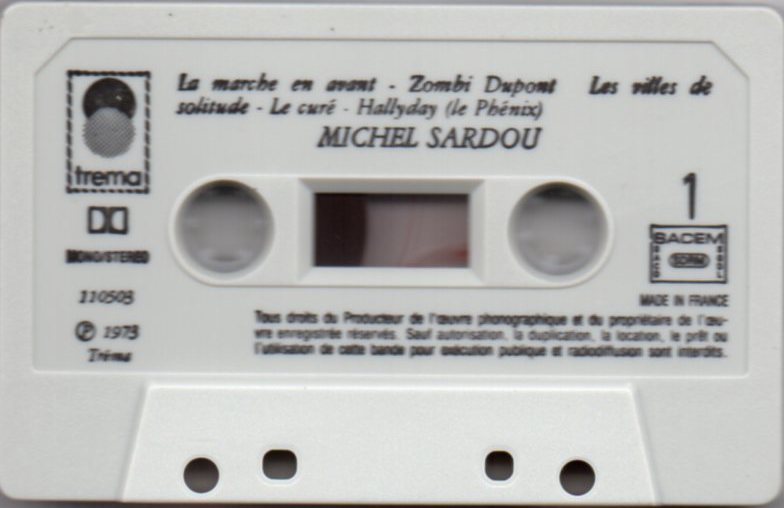 La marche en avant - Zombi Dupont Les villes de
solitude - Le curé - Hallyday (le Phénix)
MICHEL SARDOU
trema
MONO/STEREO
110503
℗ 1973
Tréma
1
SACEM
MADE IN FRANCE
Tous droits du Producteur de l'œuvre phonographique et du propriétaire de l'œu-
vre enregistrée réservés. Sauf autorisation, la duplication, la location, le prêt ou
l'utilisation de cette bande pour exécution publique et radiodiffusion sont interdits.